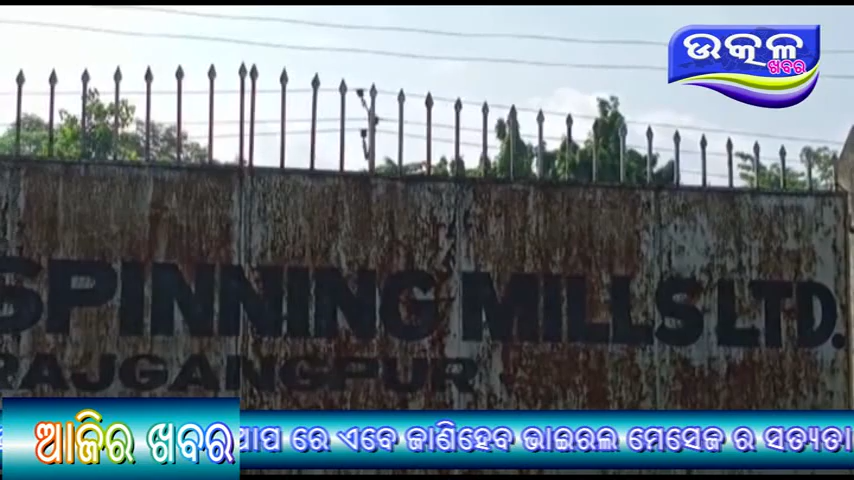 ଉତ୍କଳ
ଖବର
SPINNING MILLS LTD.
RAJGANGPUR
ଆଜିର ଖବର
ଆପ ରେ ଏବେ ଜାଣିହେବ ଭାଇରଲ ମେସେଜ ର ସତ୍ୟତା